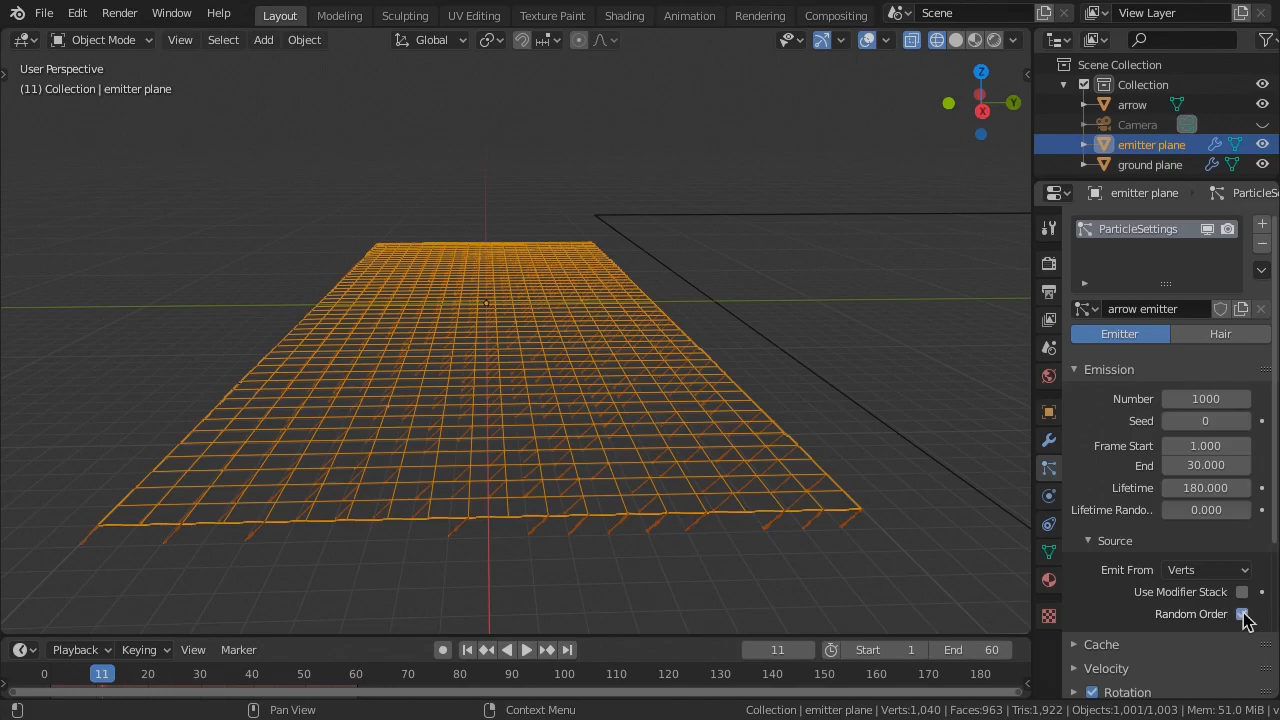 File Edit Render Window Help Layout Modeling Sculpting UV Editing Texture Paint Shading Animation Rendering Compositing Scene View Layer
Object Mode View Select Add Object Global
User Perspective
(11) Collection | emitter plane
Z
Y
X
Scene Collection
Collection
arrow
Camera
emitter plane
ground plane
emitter plane ParticleS
ParticleSettings
arrow emitter
Emitter Hair
Emission
Number 1000
Seed 0
Frame Start 1.000
End 30.000
Lifetime 180.000
Lifetime Rando.. 0.000
Source
Emit From Verts
Use Modifier Stack
Random Order
Cache
Velocity
Rotation
Playback Keying View Marker 11 Start 1 End 60
0 11 20 30 40 50 60 70 80 90 100 110 120 130 140 150 160 170 180
Pan View Context Menu Collection | emitter plane | Verts:1,040 | Faces:963 | Tris:1,922 | Objects:1,001/1,003 | Mem: 51.0 MiB | v